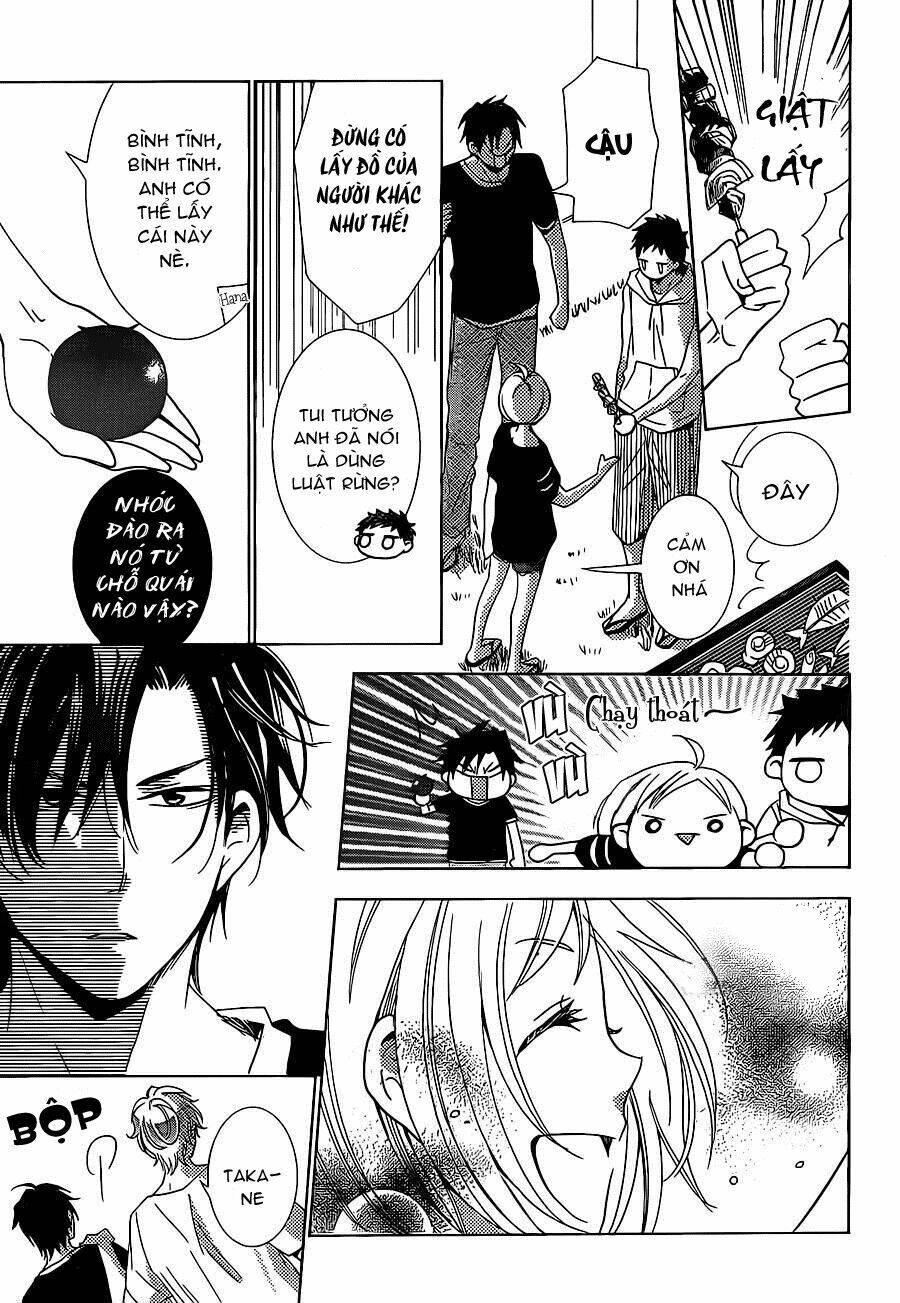 GIẬT
LẤY
CẬU
ĐÂY
CẢM
ƠN
NHÁ
ĐỪNG CÓ
LẤY ĐỒ CỦA
NGƯỜI KHÁC
NHƯ THẾ!
TUI TƯỞNG
ANH ĐÃ NÓI
LÀ DÙNG
LUẬT RỪNG?
BÌNH TĨNH,
BÌNH TĨNH.
ANH CÓ
THỂ LẤY
CÁI NÀY
NÈ.
Hana
NHÓC
ĐÀO RA
NÓ TỪ
CHỖ QUÁI
NÀO VẬY?
Chạy thoát~
VÙ
VÙ
BỘP
TAKA-
NE